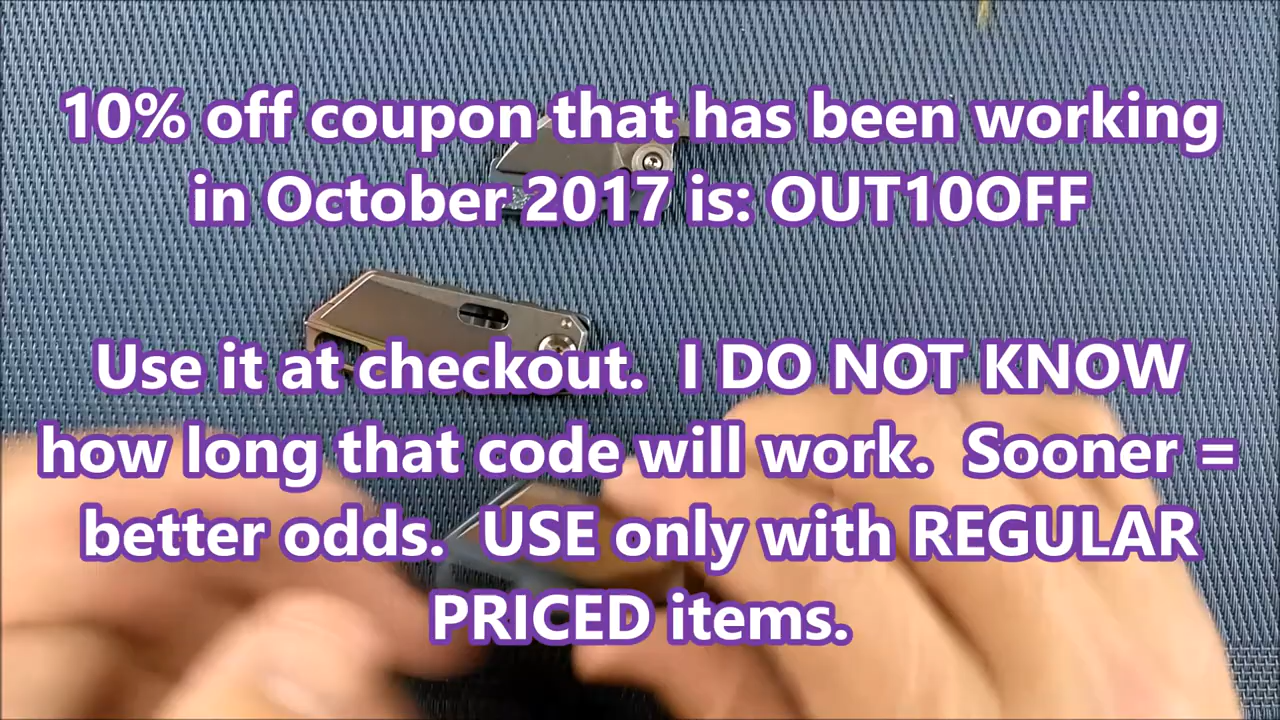 10% off coupon that has been working
in October 2017 is: OUT10OFF
Use it at checkout.  I DO NOT KNOW
how long that code will work.  Sooner =
better odds.  USE only with REGULAR
PRICED items.